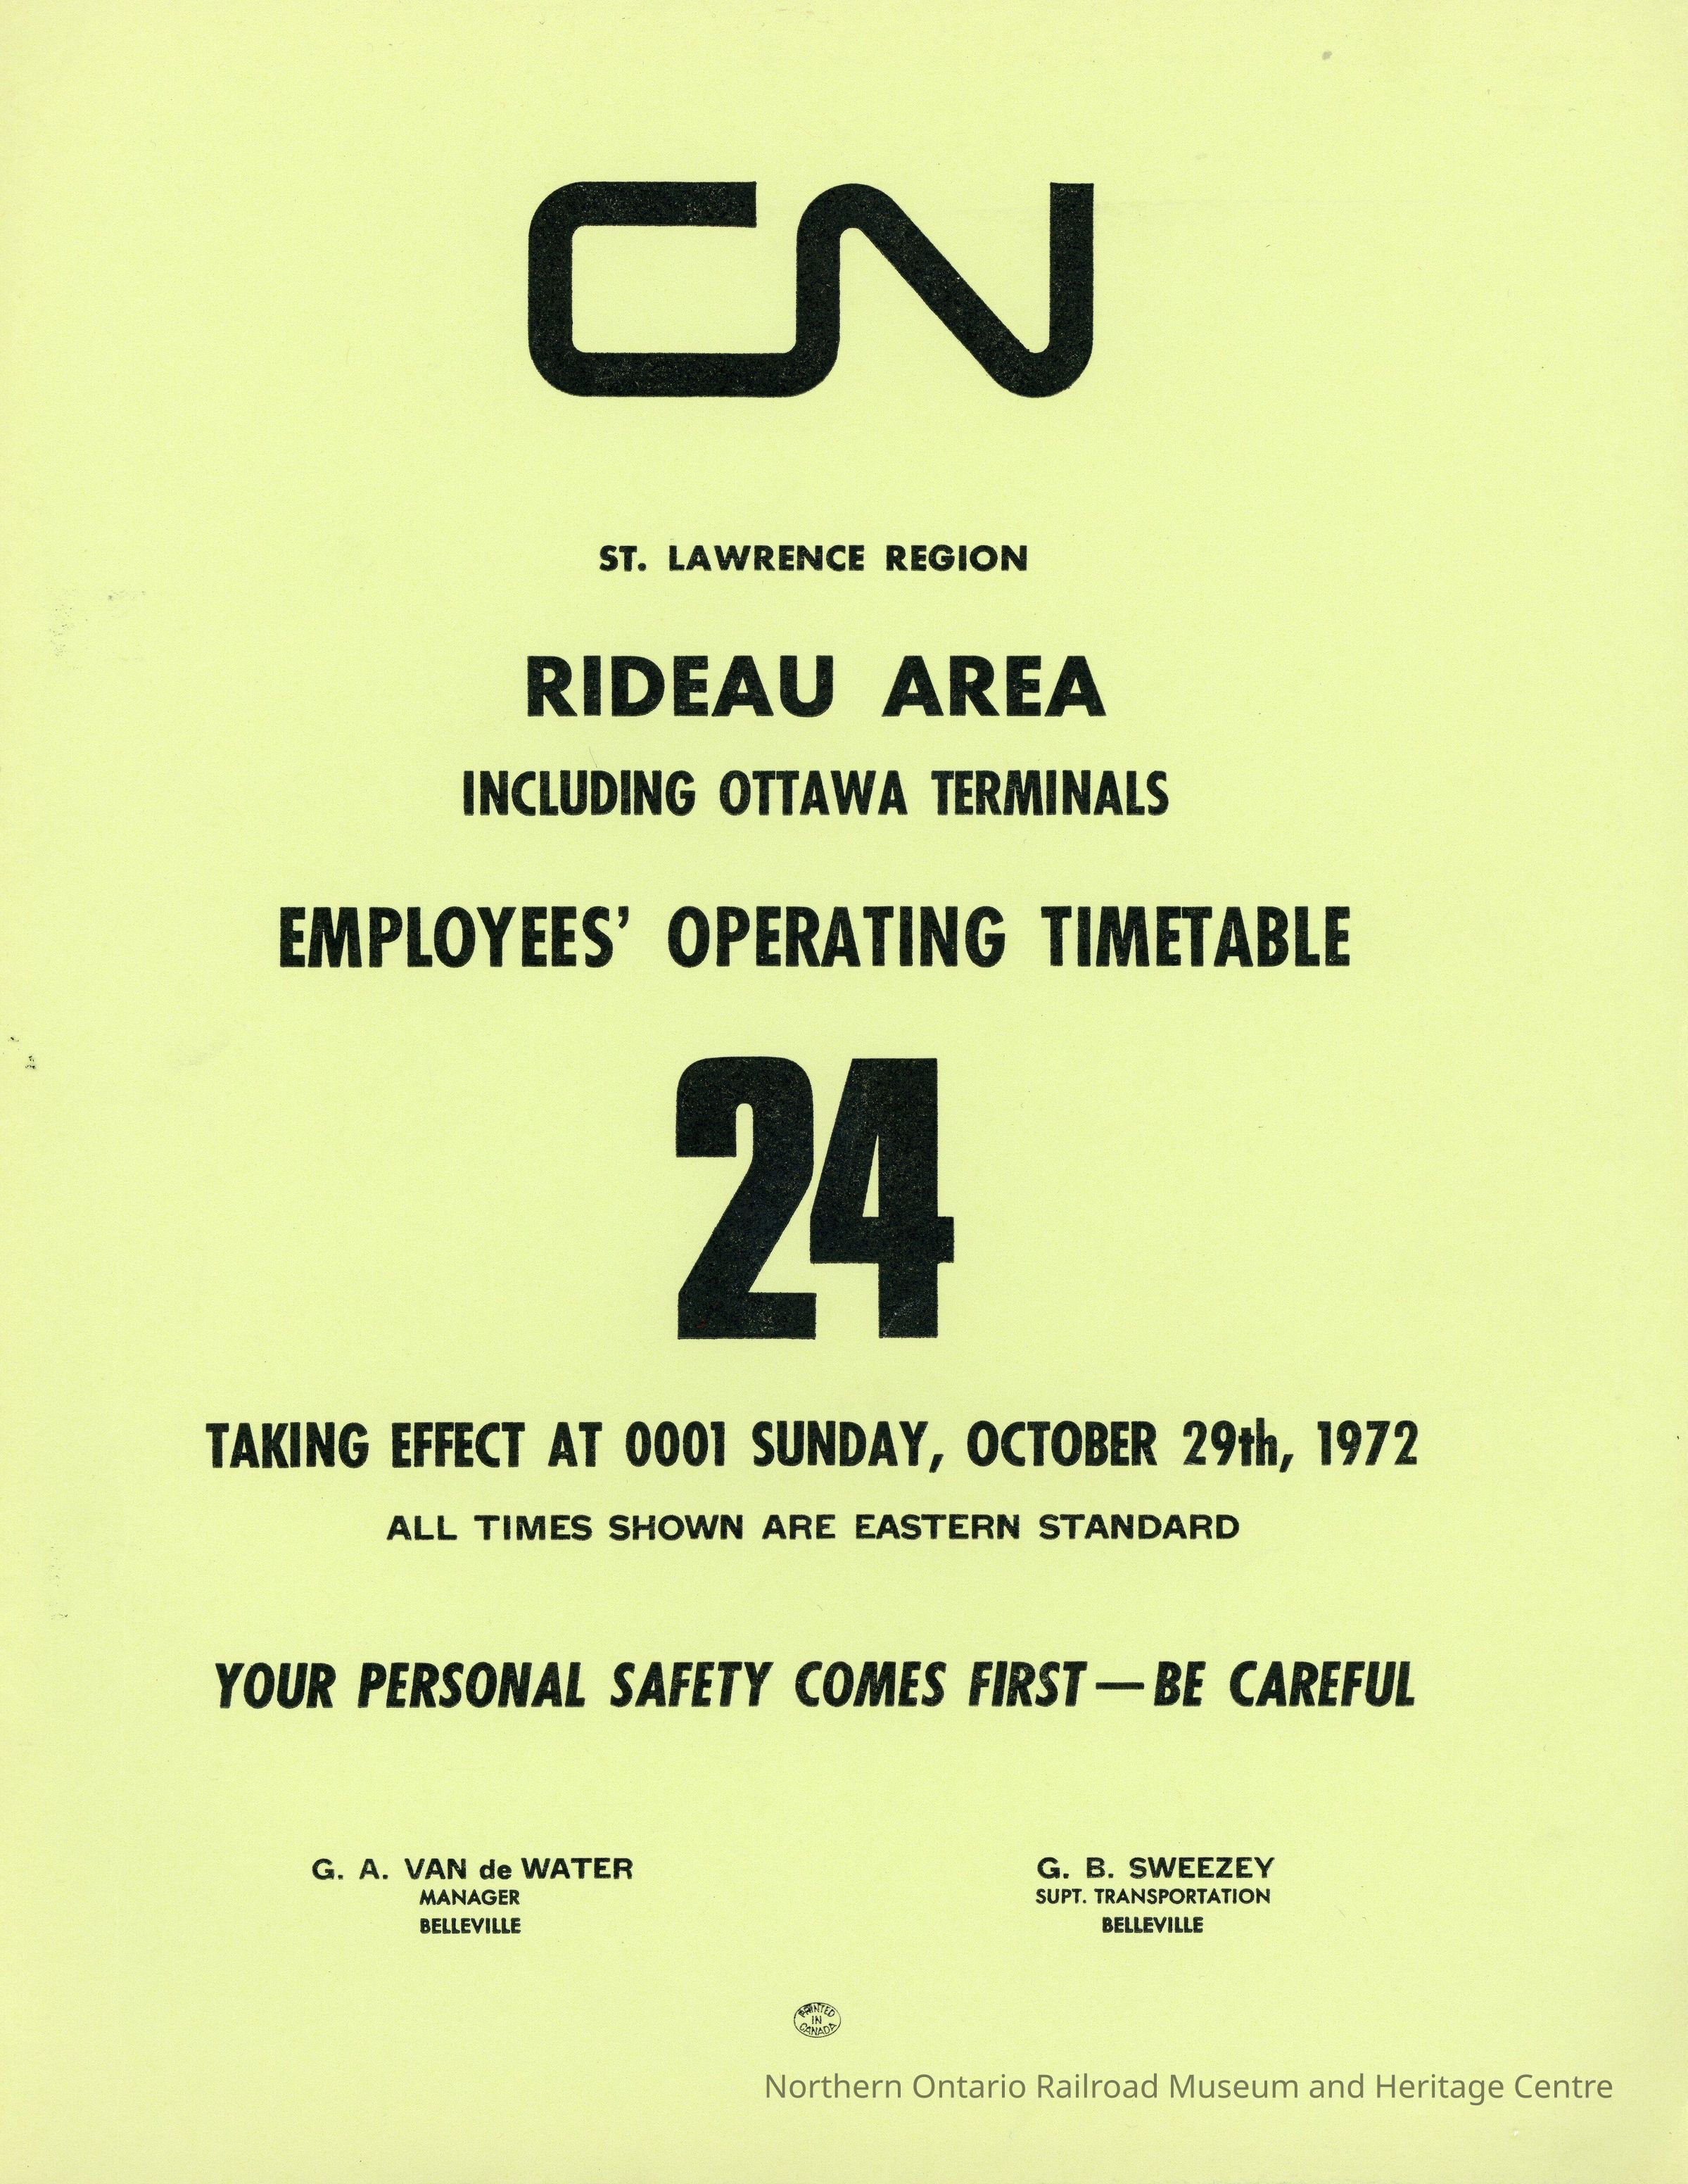 CN
ST. LAWRENCE REGION
RIDEAU AREA
INCLUDING OTTAWA TERMINALS
EMPLOYEES' OPERATING TIMETABLE
24
TAKING EFFECT AT 0001 SUNDAY, OCTOBER 29th, 1972
ALL TIMES SHOWN ARE EASTERN STANDARD
YOUR PERSONAL SAFETY COMES FIRST—BE CAREFUL
G. A. VAN de WATER
MANAGER
BELLEVILLE
G. B. SWEEZEY
SUPT. TRANSPORTATION
BELLEVILLE
PRINTED
IN
CANADA
Northern Ontario Railroad Museum and Heritage Centre